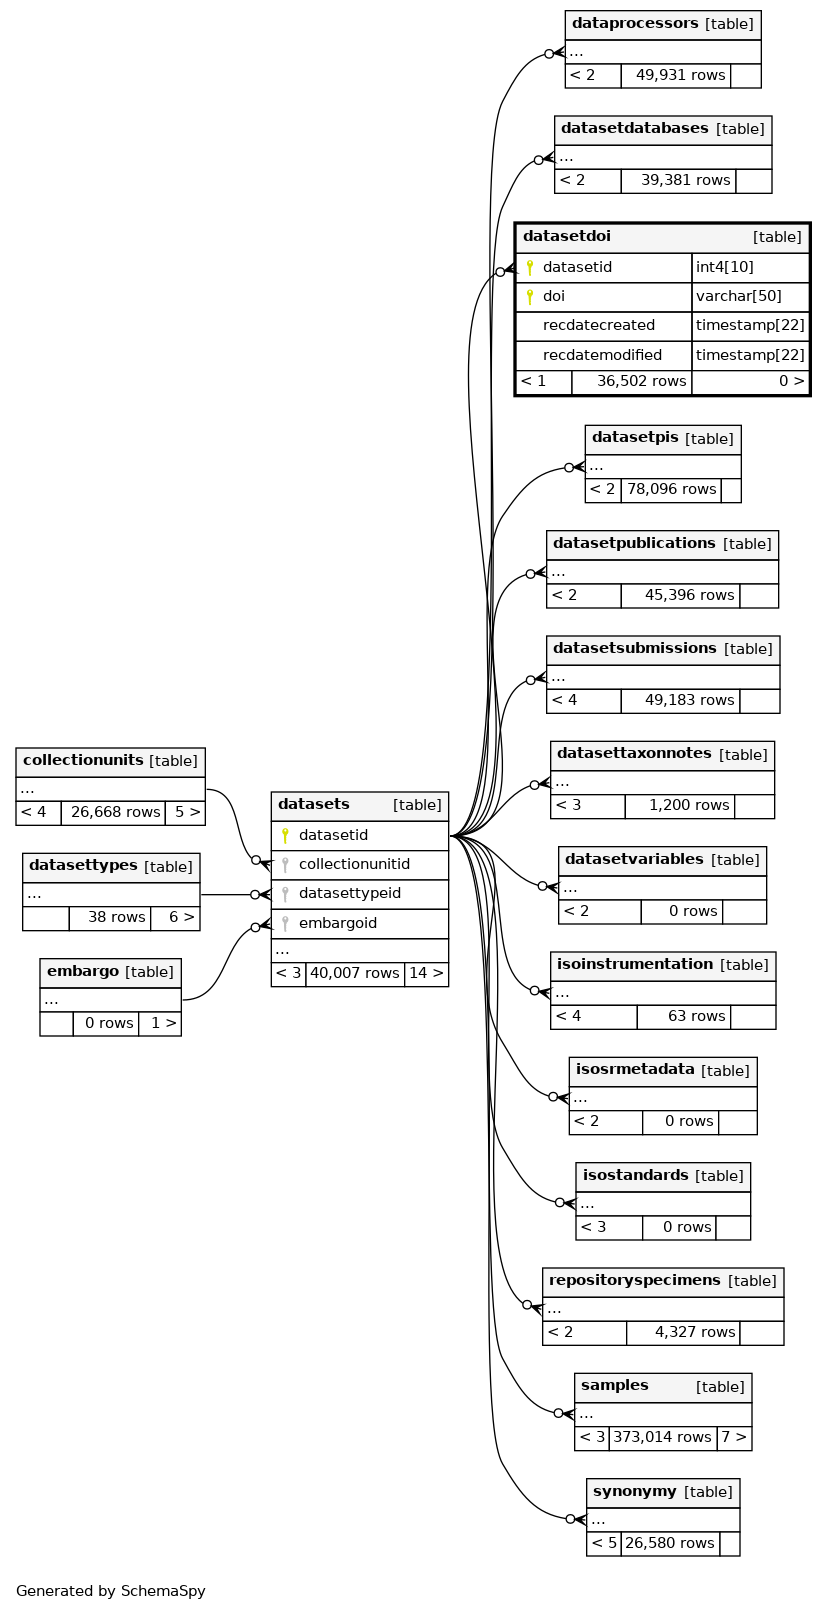 dataprocessors [table]
...
< 2 49,931 rows
datasetdatabases [table]
...
< 2 39,381 rows
datasetdoi [table]
datasetid int4[10]
doi varchar[50]
recdatecreated timestamp[22]
recdatemodified timestamp[22]
< 1 36,502 rows 0 >
datasetpis [table]
...
< 2 78,096 rows
datasetpublications [table]
...
< 2 45,396 rows
datasetsubmissions [table]
...
< 4 49,183 rows
datasettaxonnotes [table]
...
< 3 1,200 rows
datasetvariables [table]
...
< 2 0 rows
isoinstrumentation [table]
...
< 4 63 rows
isosrmetadata [table]
...
< 2 0 rows
isostandards [table]
...
< 3 0 rows
repositoryspecimens [table]
...
< 2 4,327 rows
samples [table]
...
< 3 373,014 rows 7 >
synonymy [table]
...
< 5 26,580 rows
collectionunits [table]
...
< 4 26,668 rows 5 >
datasettypes [table]
...
38 rows 6 >
embargo [table]
...
0 rows 1 >
datasets [table]
datasetid
collectionunitid
datasettypeid
embargoid
...
< 3 40,007 rows 14 >
Generated by SchemaSpy